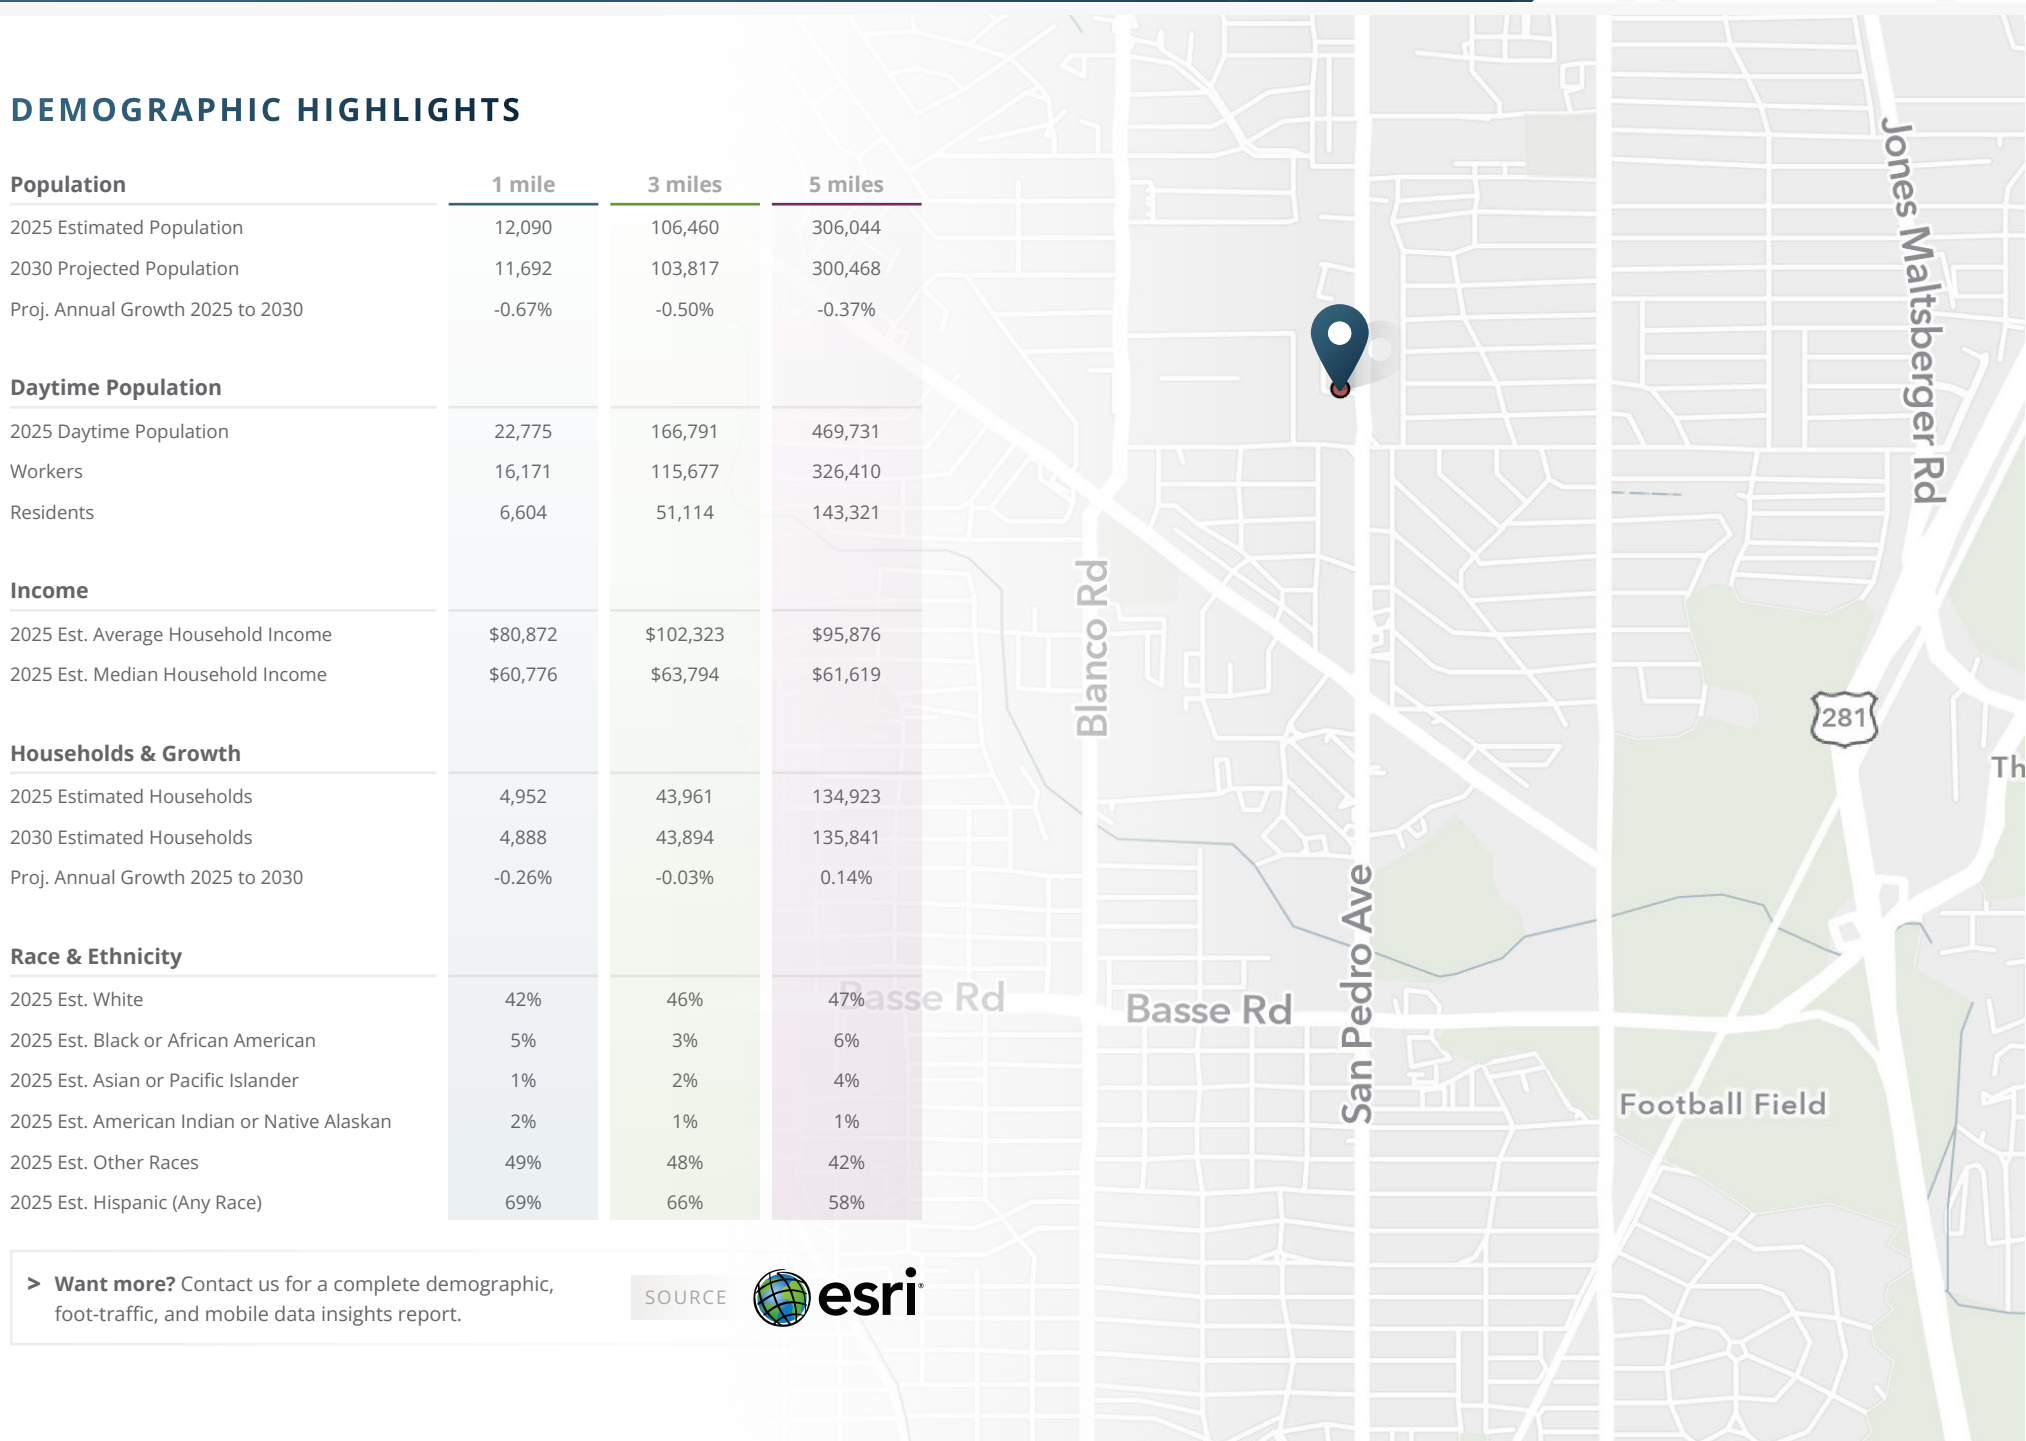 DEMOGRAPHIC HIGHLIGHTS
Population 1 mile 3 miles 5 miles
2025 Estimated Population 12,090 106,460 306,044
2030 Projected Population 11,692 103,817 300,468
Proj. Annual Growth 2025 to 2030 -0.67% -0.50% -0.37%
Daytime Population
2025 Daytime Population 22,775 166,791 469,731
Workers 16,171 115,677 326,410
Residents 6,604 51,114 143,321
Income
2025 Est. Average Household Income $80,872 $102,323 $95,876
2025 Est. Median Household Income $60,776 $63,794 $61,619
Households & Growth
2025 Estimated Households 4,952 43,961 134,923
2030 Estimated Households 4,888 43,894 135,841
Proj. Annual Growth 2025 to 2030 -0.26% -0.03% 0.14%
Race & Ethnicity
2025 Est. White 42% 46% 47%
2025 Est. Black or African American 5% 3% 6%
2025 Est. Asian or Pacific Islander 1% 2% 4%
2025 Est. American Indian or Native Alaskan 2% 1% 1%
2025 Est. Other Races 49% 48% 42%
2025 Est. Hispanic (Any Race) 69% 66% 58%
> Want more? Contact us for a complete demographic,
foot-traffic, and mobile data insights report.
SOURCE
esri
Jones Maltsberger Rd
Blanco Rd
281
Th
San Pedro Ave
Basse Rd
Basse Rd
Football Field